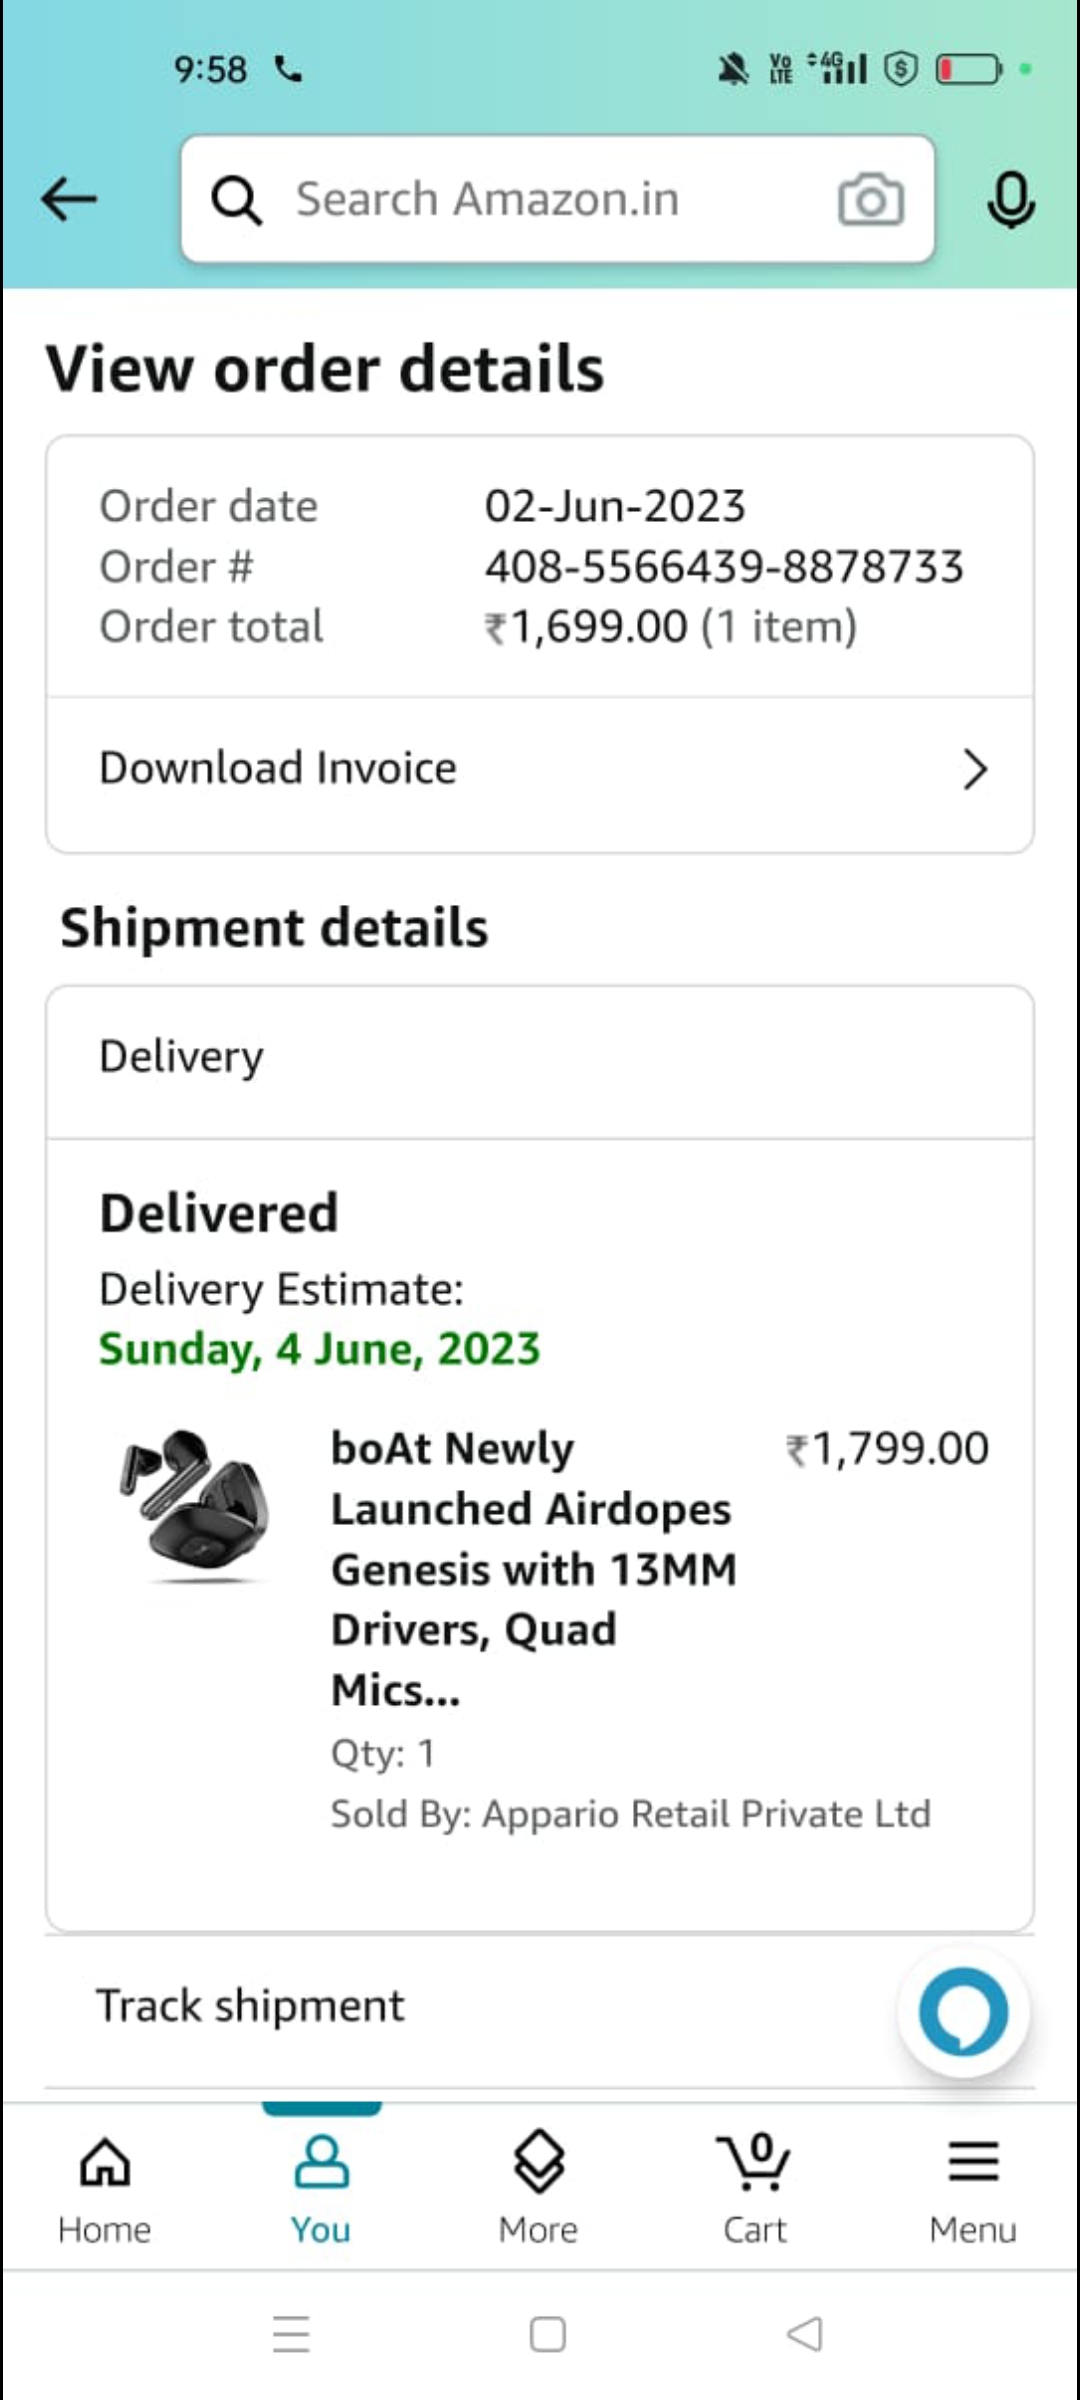 9:58
Vo LTE 4G
Search Amazon.in
View order details
Order date 02-Jun-2023
Order # 408-5566439-8878733
Order total ₹1,699.00 (1 item)
Download Invoice
Shipment details
Delivery
Delivered
Delivery Estimate:
Sunday, 4 June, 2023
boAt Newly ₹1,799.00
Launched Airdopes
Genesis with 13MM
Drivers, Quad
Mics...
Qty: 1
Sold By: Appario Retail Private Ltd
Track shipment
0
Home You More Cart Menu